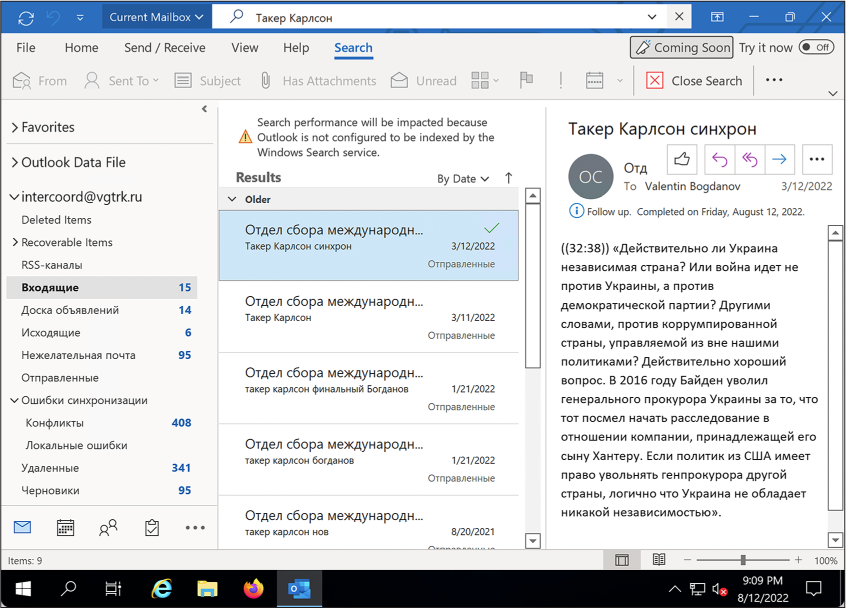 Current Mailbox
Такер Карлсон
File Home Send / Receive View Help Search
Coming Soon Try it now Off
From Sent To Subject Has Attachments Unread
Close Search
Favorites
Outlook Data File
intercoord@vgtrk.ru
Deleted Items
Recoverable Items
RSS-каналы
Входящие 15
Доска объявлений 14
Исходящие 6
Нежелательная почта 95
Отправленные
Ошибки синхронизации
Конфликты 408
Локальные ошибки
Удаленные 341
Черновики 95
Search performance will be impacted because
Outlook is not configured to be indexed by the
Windows Search service.
Results By Date
Older
Отдел сбора международн...
Такер Карлсон синхрон 3/12/2022
Отправленные
Отдел сбора международн...
Такер Карлсон 3/11/2022
Отправленные
Отдел сбора международн...
такер карлсон финальный Богданов 1/21/2022
Отправленные
Отдел сбора международн...
такер карлсон богданов 1/21/2022
Отправленные
Отдел сбора международн...
такер карлсон нов 8/20/2021
Отправленные
Такер Карлсон синхрон
ОС
Отд
To Valentin Bogdanov 3/12/2022
Follow up. Completed on Friday, August 12, 2022.
((32:38)) «Действительно ли Украина
независимая страна? Или война идет не
против Украины, а против
демократической партии? Другими
словами, против коррумпированной
страны, управляемой из вне нашими
политиками? Действительно хороший
вопрос. В 2016 году Байден уволил
генерального прокурора Украины за то, что
тот посмел начать расследование в
отношении компании, принадлежащей его
сыну Хантеру. Если политик из США имеет
право увольнять генпрокурора другой
страны, логично что Украина не обладает
никакой независимостью».
Items: 9
100%
9:09 PM
8/12/2022